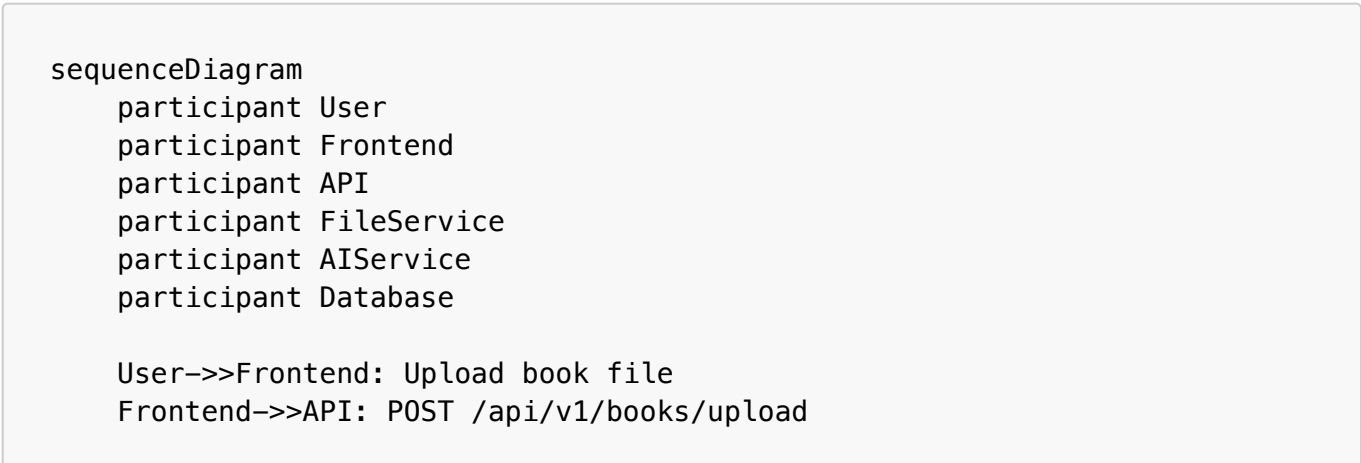 sequenceDiagram
participant User
participant Frontend
participant API
participant FileService
participant AIService
participant Database
User->>Frontend: Upload book file
Frontend->>API: POST /api/v1/books/upload